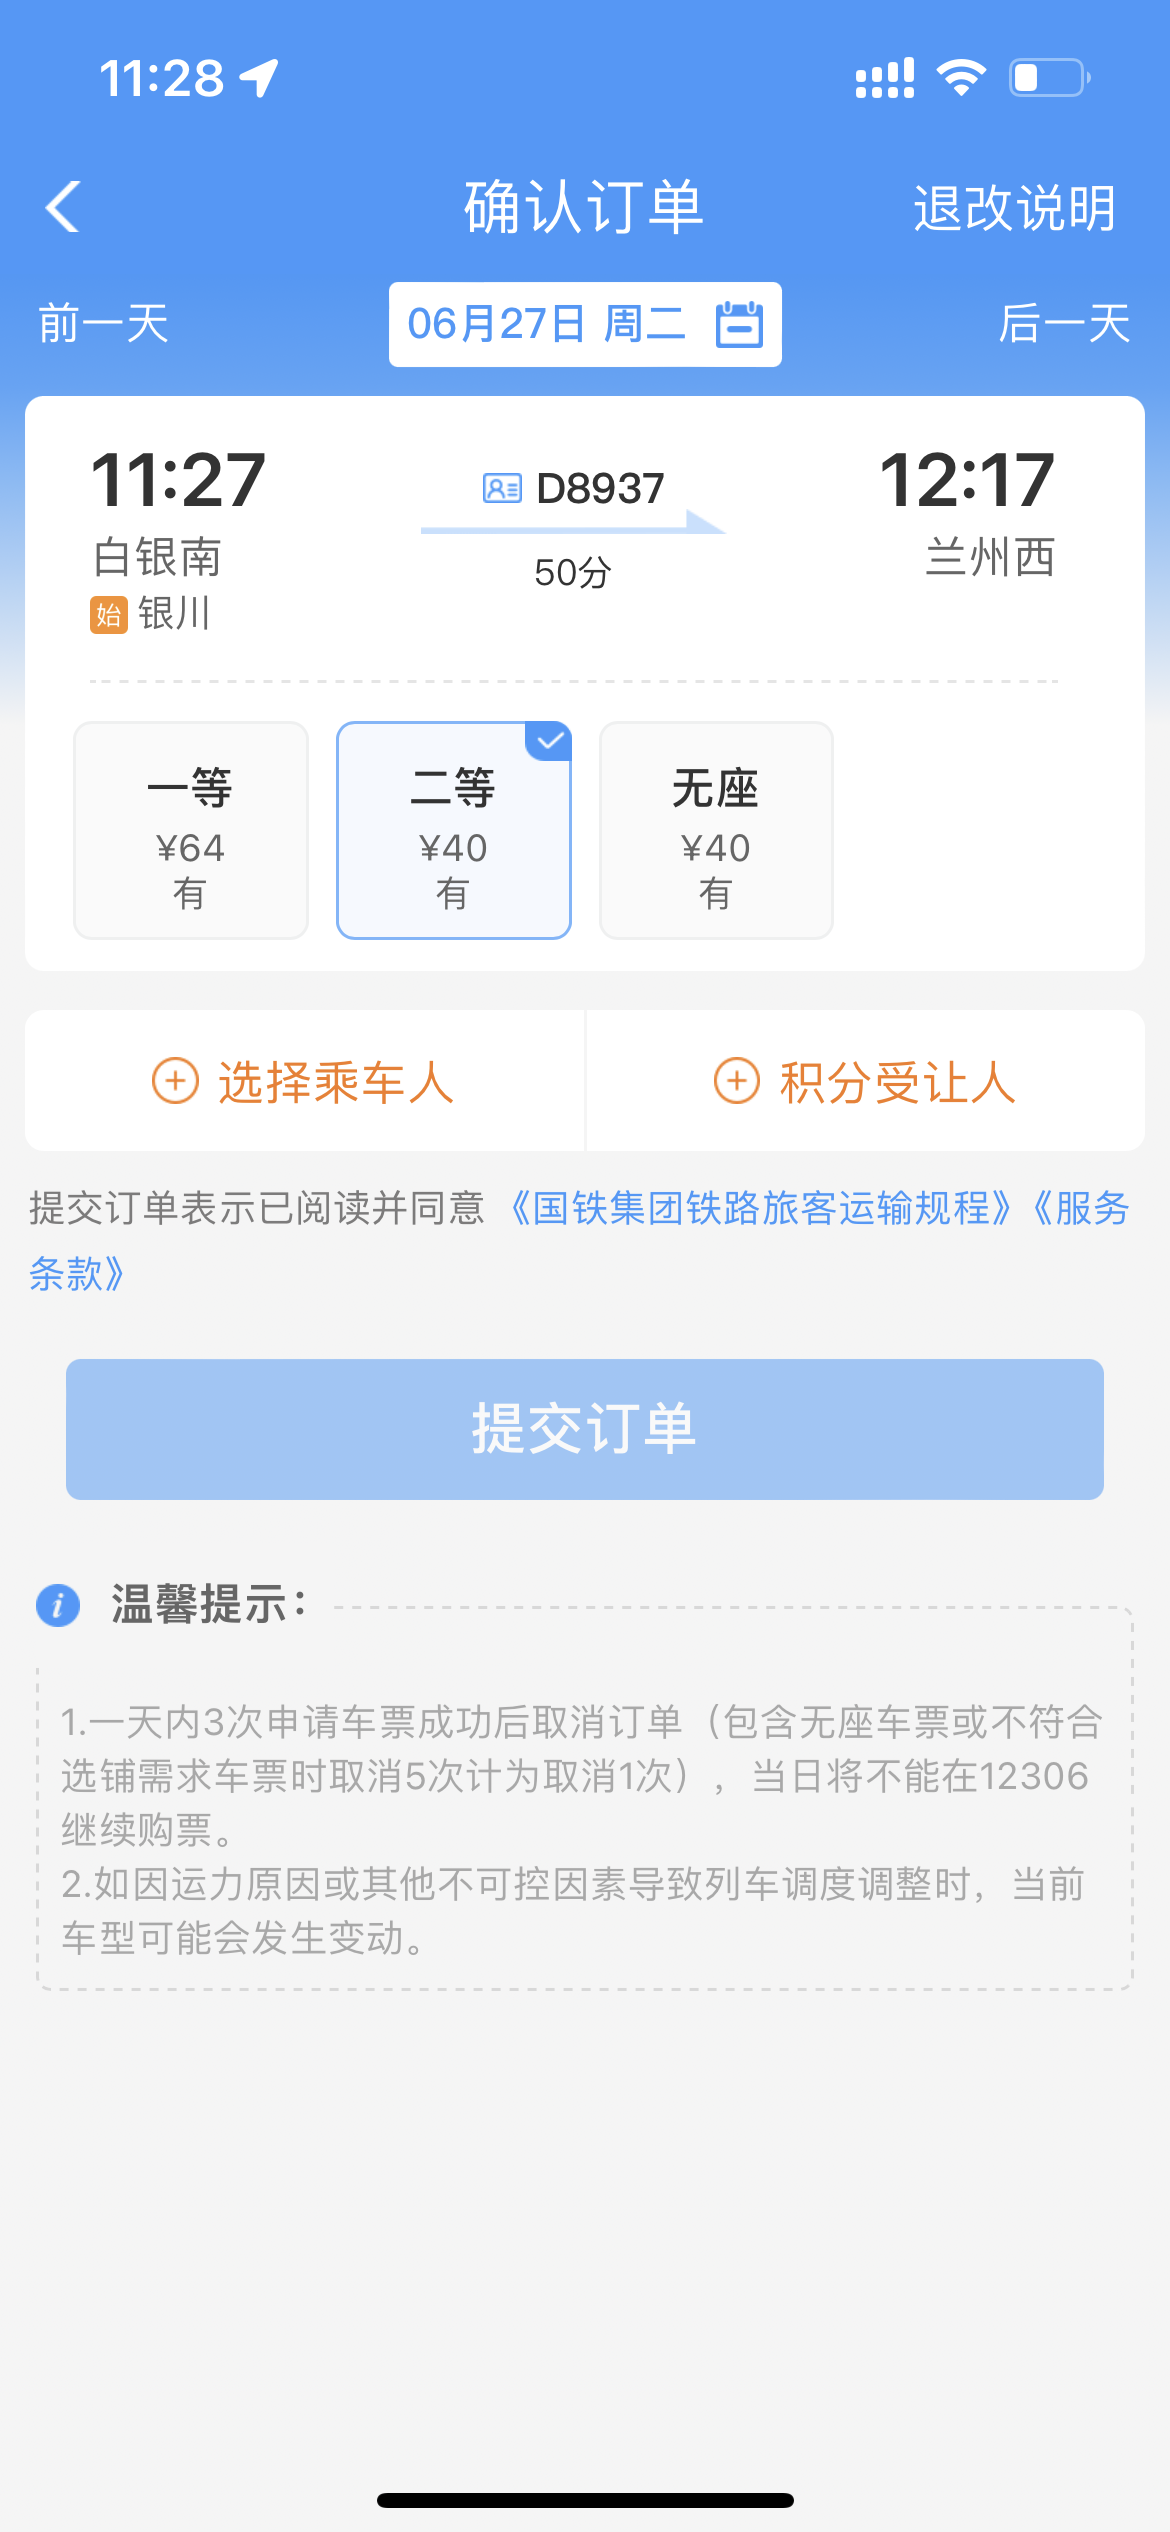 11:28
确认订单 退改说明
前一天 06月27日 周二 后一天
11:27 D8937 12:17
白银南 50分 兰州西
始 银川
一等 二等 无座
¥64 ¥40 ¥40
有 有 有
选择乘车人 积分受让人
提交订单表示已阅读并同意《国铁集团铁路旅客运输规程》《服务
条款》
提交订单
温馨提示：
1.一天内3次申请车票成功后取消订单（包含无座车票或不符合
选铺需求车票时取消5次计为取消1次），当日将不能在12306
继续购票。
2.如因运力原因或其他不可控因素导致列车调度调整时，当前
车型可能会发生变动。